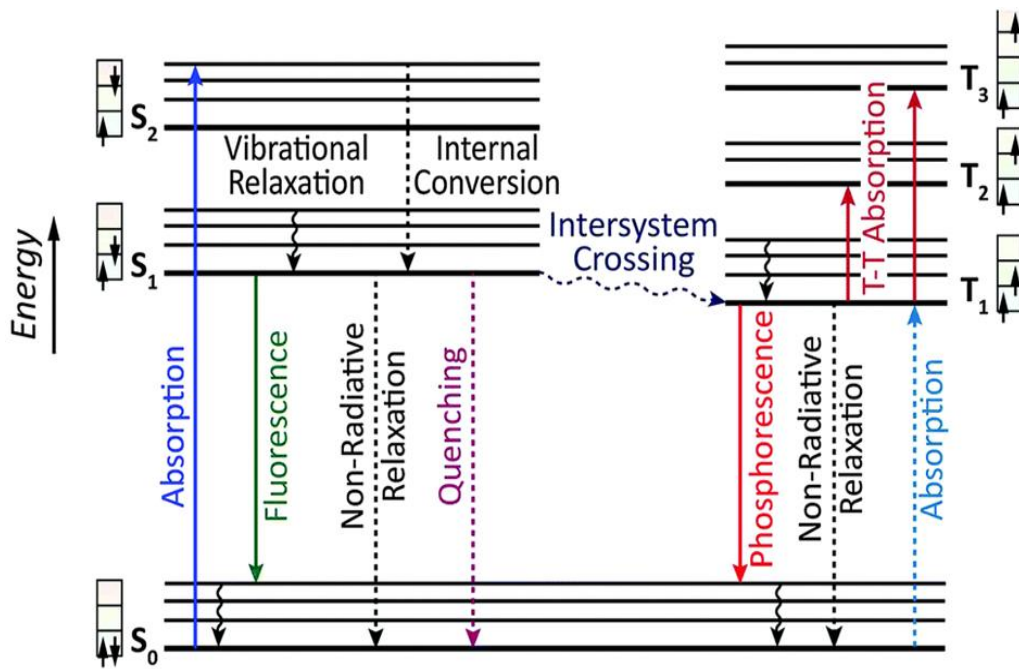 S2
Vibrational
Relaxation
Internal
Conversion
S1
Energy
Intersystem
Crossing
T3
T2
T1
T-T Absorption
Absorption
Fluorescence
Non-Radiative
Relaxation
Quenching
Phosphorescence
Non-Radiative
Relaxation
Absorption
S0